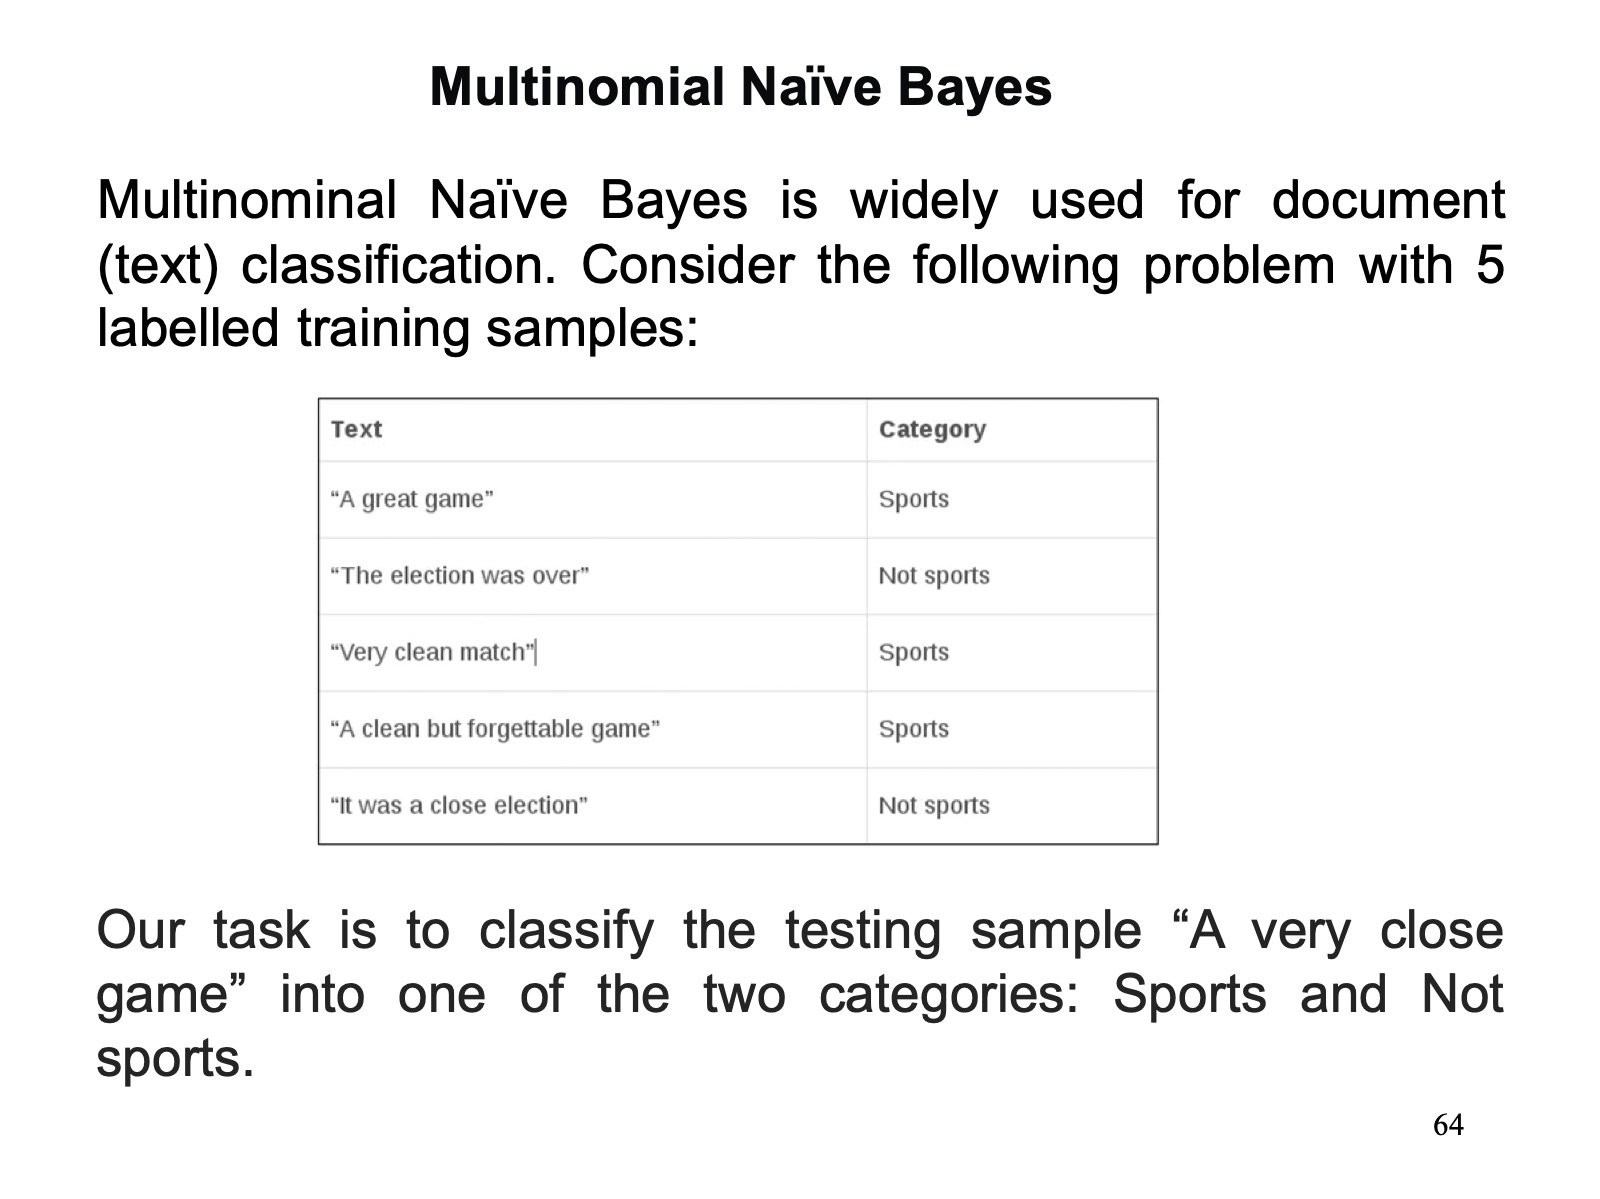 Multinomial Naïve Bayes
Multinominal Naïve Bayes is widely used for document
(text) classification. Consider the following problem with 5
labelled training samples:
Text Category
“A great game” Sports
“The election was over” Not sports
“Very clean match” Sports
“A clean but forgettable game” Sports
“It was a close election” Not sports
Our task is to classify the testing sample “A very close
game” into one of the two categories: Sports and Not
sports.
64